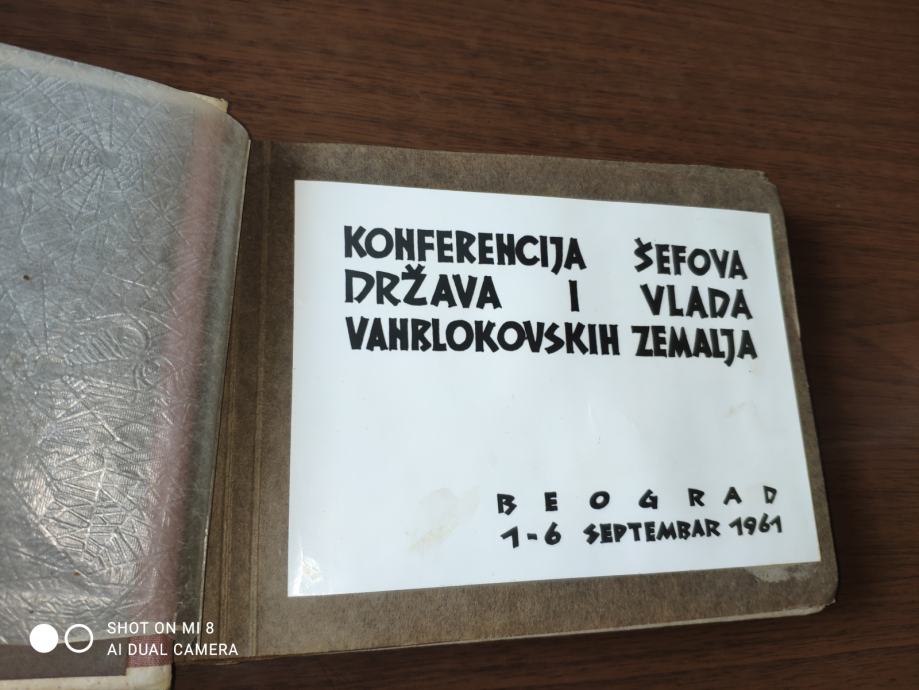 KONFERENCIJA ŠEFOVA
DRŽAVA I VLADA
VANBLOKOVSKIH ZEMALJA
BEOGRAD
1-6 SEPTEMBAR 1961
SHOT ON MI 8
AI DUAL CAMERA